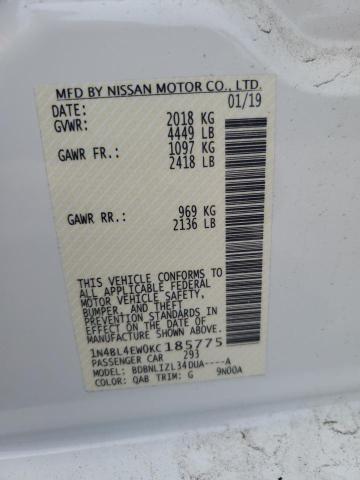 MFD BY NISSAN MOTOR CO., LTD.
DATE: 01/19
GVWR: 2018 KG
4449 LB
GAWR FR.: 1097 KG
2418 LB
GAWR RR.: 969 KG
2136 LB
THIS VEHICLE CONFORMS TO
ALL APPLICABLE FEDERAL
MOTOR VEHICLE SAFETY,
BUMPER, AND THEFT
PREVENTION STANDARDS
IN EFFECT ON THE DATE OF
MANUFACTURE SHOWN ABOVE.
1N4BL4EW0KC185775
PASSENGER CAR 293
MODEL: BDBNLIZL34DUA----A
COLOR: QAB TRIM: G 9N00A